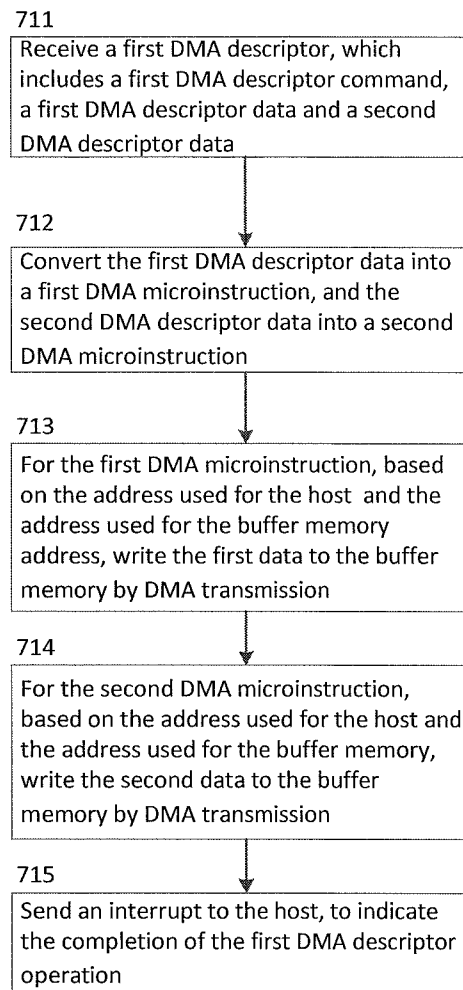 711
Receive a first DMA descriptor, which
includes a first DMA descriptor command,
a first DMA descriptor data and a second
DMA descriptor data
712
Convert the first DMA descriptor data into
a first DMA microinstruction, and the
second DMA descriptor data into a second
DMA microinstruction
713
For the first DMA microinstruction, based
on the address used for the host and the
address used for the buffer memory
address, write the first data to the buffer
memory by DMA transmission
714
For the second DMA microinstruction,
based on the address used for the host and
the address used for the buffer memory,
write the second data to the buffer
memory by DMA transmission
715
Send an interrupt to the host, to indicate
the completion of the first DMA descriptor
operation